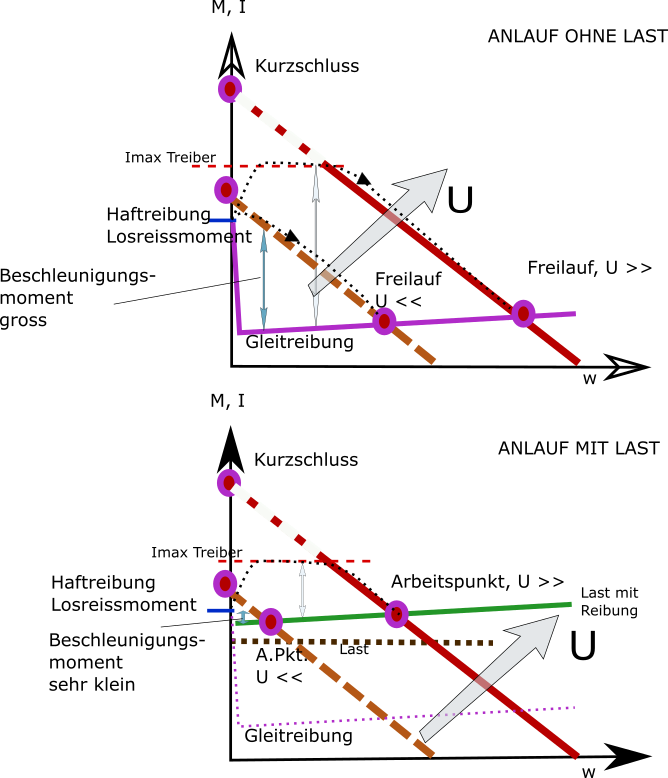 M, I
ANLAUF OHNE LAST
Kurzschluss
Imax Treiber
U
Haftreibung
Losreissmoment
Beschleunigungs-
moment
gross
Freilauf
U <<
Freilauf, U >>
Gleitreibung
w
M, I
ANLAUF MIT LAST
Kurzschluss
Imax Treiber
Haftreibung
Losreissmoment
Arbeitspunkt, U >>
Last mit
Reibung
Beschleunigungs-
moment
sehr klein
A.Pkt.
U <<
Last
U
Gleitreibung
w